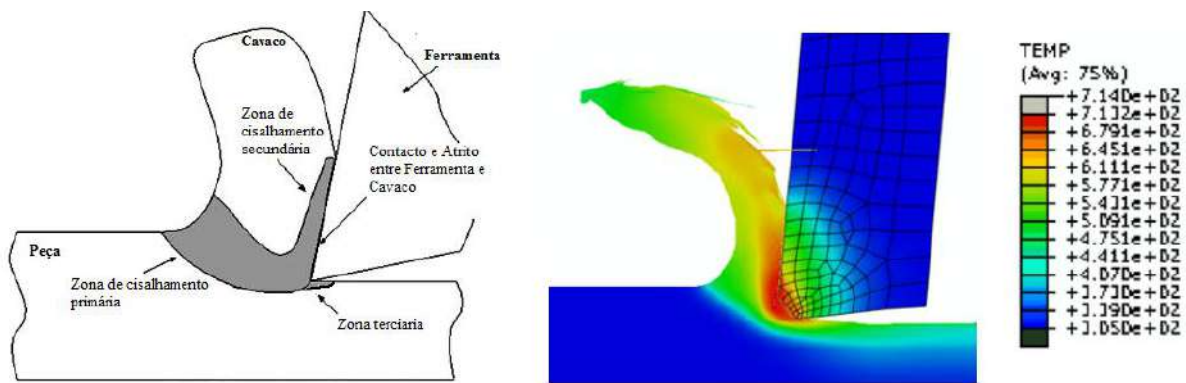 Cavaco
Ferramenta
Zona de
cisalhamento
secundária
Contacto e Atrito
entre Ferramenta e
Cavaco
Peça
Zona de cisalhamento
primária
Zona terciaria
TEMP
(Avg: 75%)
+7.140e+02
+7.132e+02
+6.791e+02
+6.451e+02
+6.111e+02
+5.771e+02
+5.431e+02
+5.091e+02
+4.751e+02
+4.411e+02
+4.070e+02
+3.730e+02
+3.390e+02
+3.050e+02